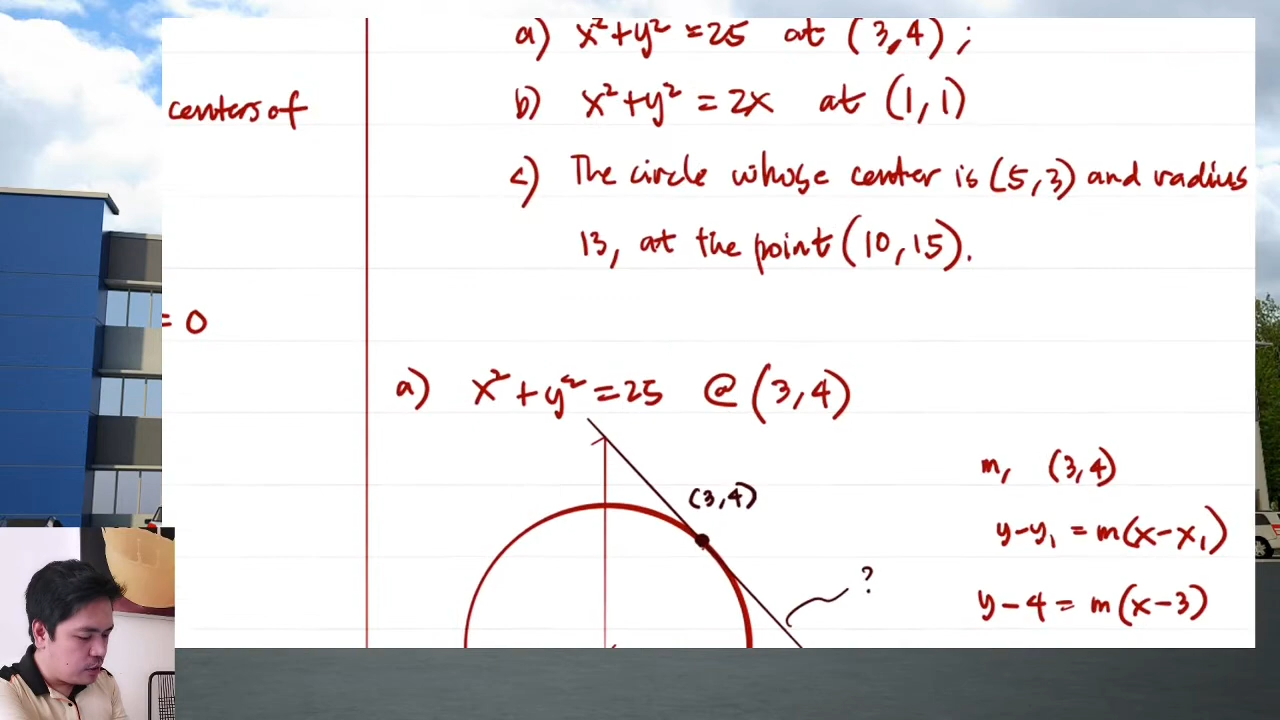 a) x²+y² = 25 at (3,4) ;
b) x²+y² = 2x at (1,1)
centers of
c) The circle whose center is (5,3) and radius
13, at the point (10,15).
= 0
a) x²+y² = 25 @ (3,4)
m, (3,4)
(3,4)
y-y₁ = m(x-x₁)
?
y-4 = m(x-3)